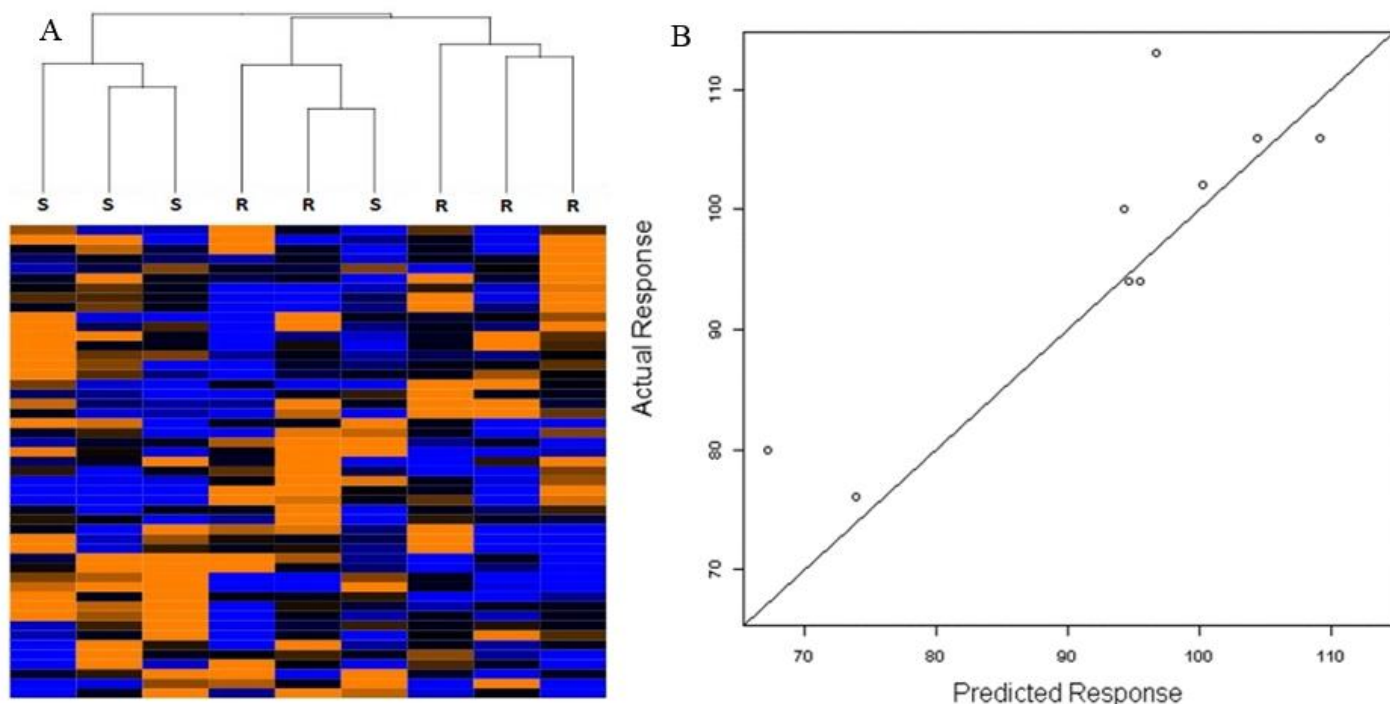 A
S S S R R S R R R
B
Actual Response
110
100
90
80
70
70 80 90 100 110
Predicted Response